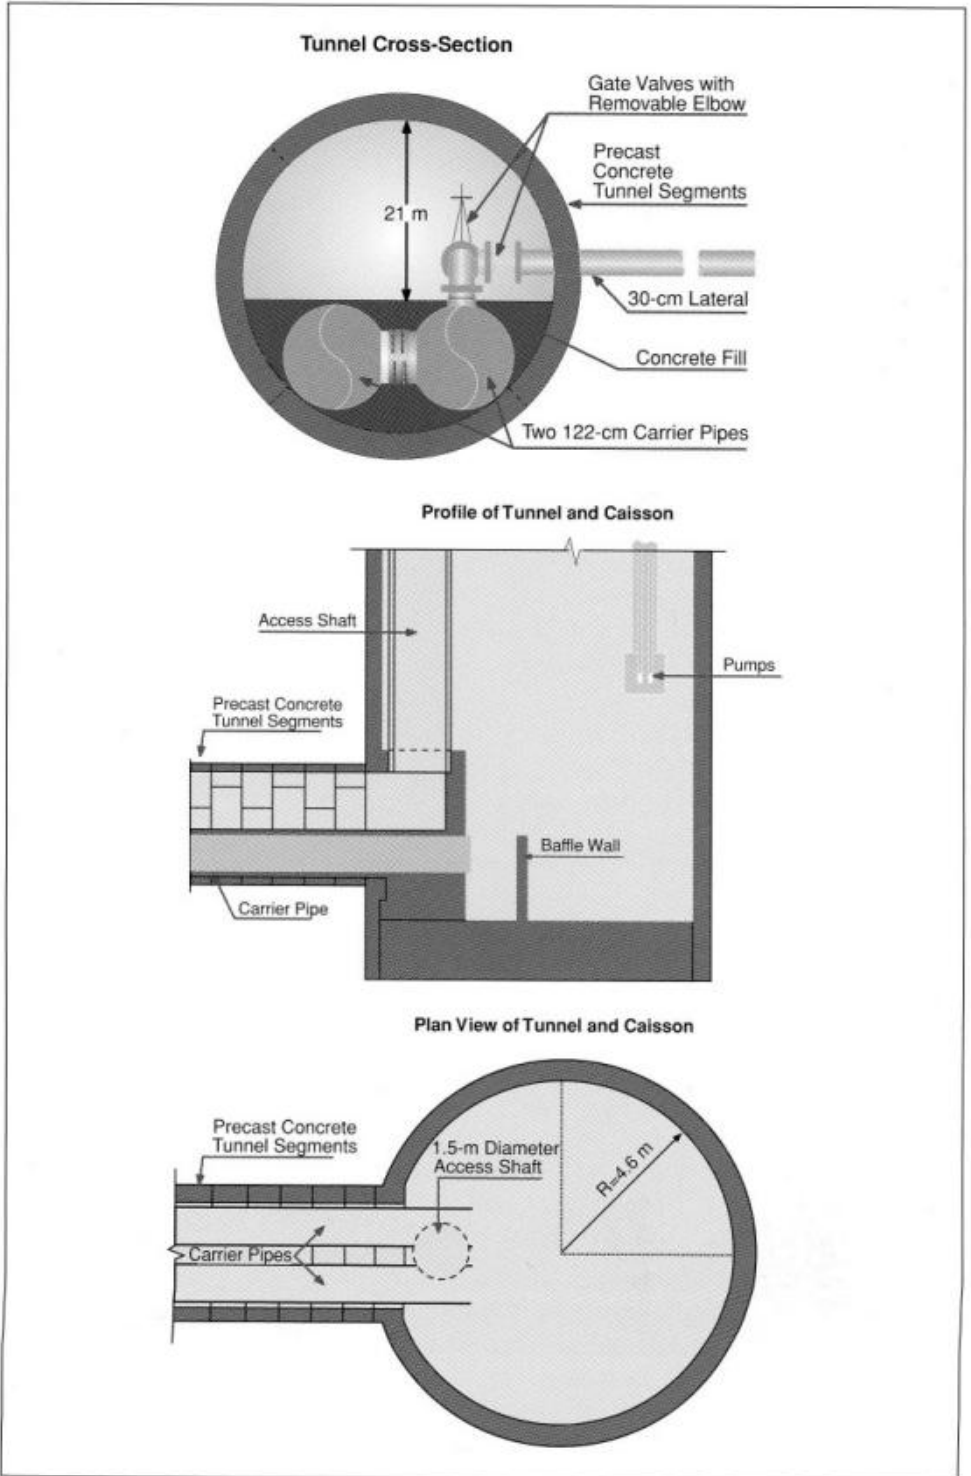 Tunnel Cross-Section
Gate Valves with
Removable Elbow
Precast
Concrete
Tunnel Segments
21 m
30-cm Lateral
Concrete Fill
Two 122-cm Carrier Pipes
Profile of Tunnel and Caisson
Access Shaft
Pumps
Precast Concrete
Tunnel Segments
Baffle Wall
Carrier Pipe
Plan View of Tunnel and Caisson
Precast Concrete
Tunnel Segments
1.5-m Diameter
Access Shaft
R=4.6 m
Carrier Pipes